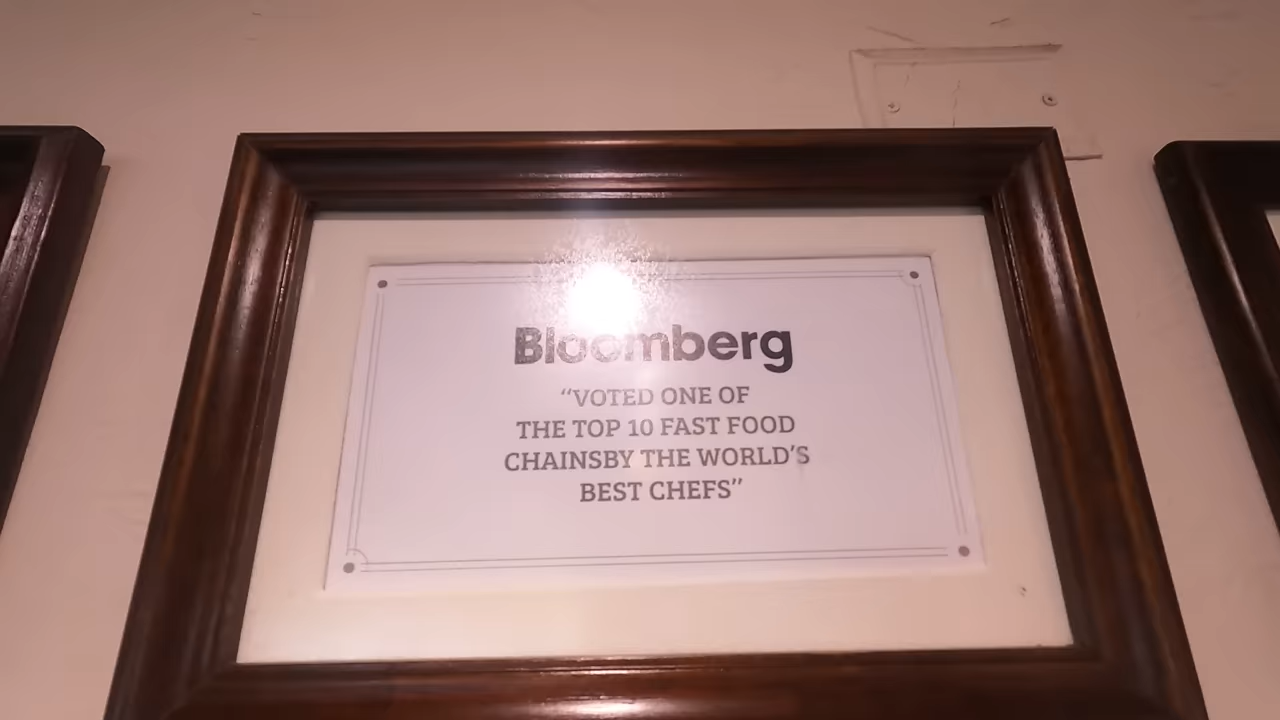 Bloomberg
“VOTED ONE OF
THE TOP 10 FAST FOOD
CHAINSBY THE WORLD’S
BEST CHEFS”